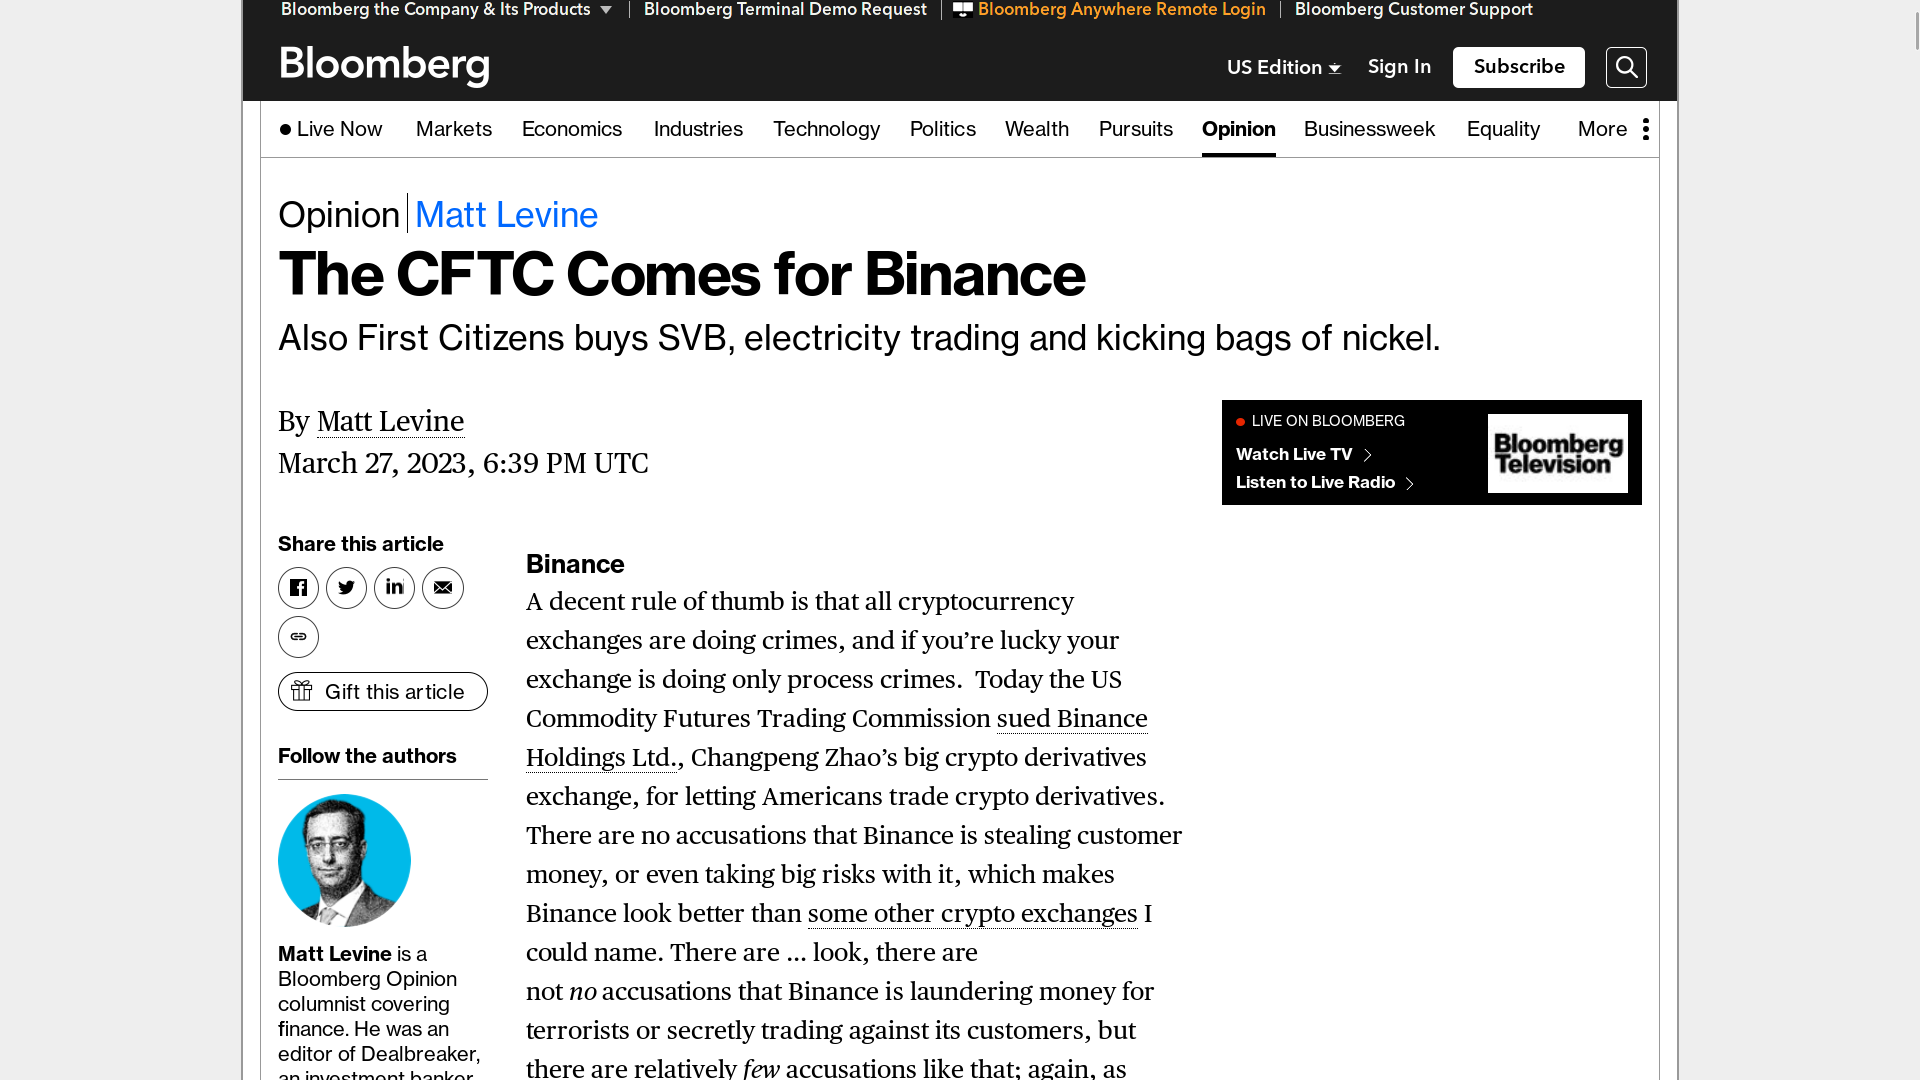 Bloomberg the Company & Its Products
Bloomberg Terminal Demo Request
Bloomberg Anywhere Remote Login
Bloomberg Customer Support
Bloomberg
US Edition
Sign In
Subscribe
Live Now
Markets
Economics
Industries
Technology
Politics
Wealth
Pursuits
Opinion
Businessweek
Equality
More
Opinion
Matt Levine
The CFTC Comes for Binance
Also First Citizens buys SVB, electricity trading and kicking bags of nickel.
By Matt Levine
March 27, 2023, 6:39 PM UTC
LIVE ON BLOOMBERG
Watch Live TV
Listen to Live Radio
Bloomberg
Television
Share this article
Gift this article
Follow the authors
Matt Levine is a
Bloomberg Opinion
columnist covering
finance. He was an
editor of Dealbreaker,
an investment banker
Binance
A decent rule of thumb is that all cryptocurrency
exchanges are doing crimes, and if you’re lucky your
exchange is doing only process crimes.  Today the US
Commodity Futures Trading Commission sued Binance
Holdings Ltd., Changpeng Zhao’s big crypto derivatives
exchange, for letting Americans trade crypto derivatives.
There are no accusations that Binance is stealing customer
money, or even taking big risks with it, which makes
Binance look better than some other crypto exchanges I
could name. There are ... look, there are
not no accusations that Binance is laundering money for
terrorists or secretly trading against its customers, but
there are relatively few accusations like that; again, as